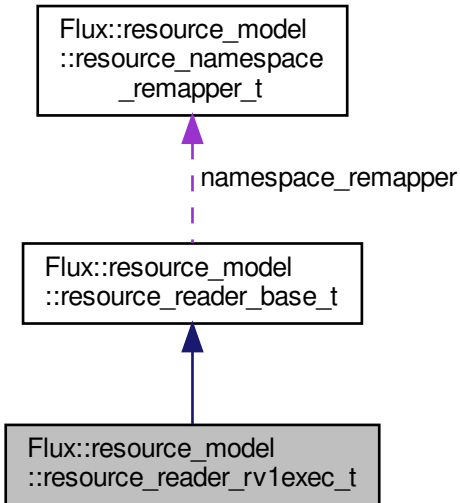 Flux::resource_model
::resource_namespace
_remapper_t
namespace_remapper
Flux::resource_model
::resource_reader_base_t
Flux::resource_model
::resource_reader_rv1exec_t